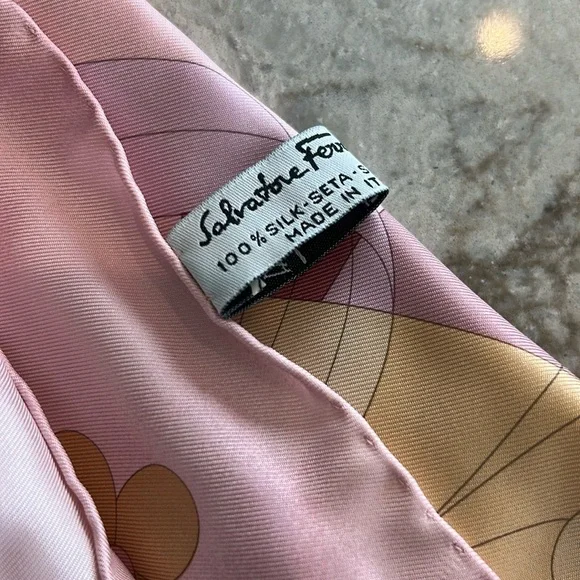 Salvatore Fer
100% SILK-SETA-S
MADE IN IT